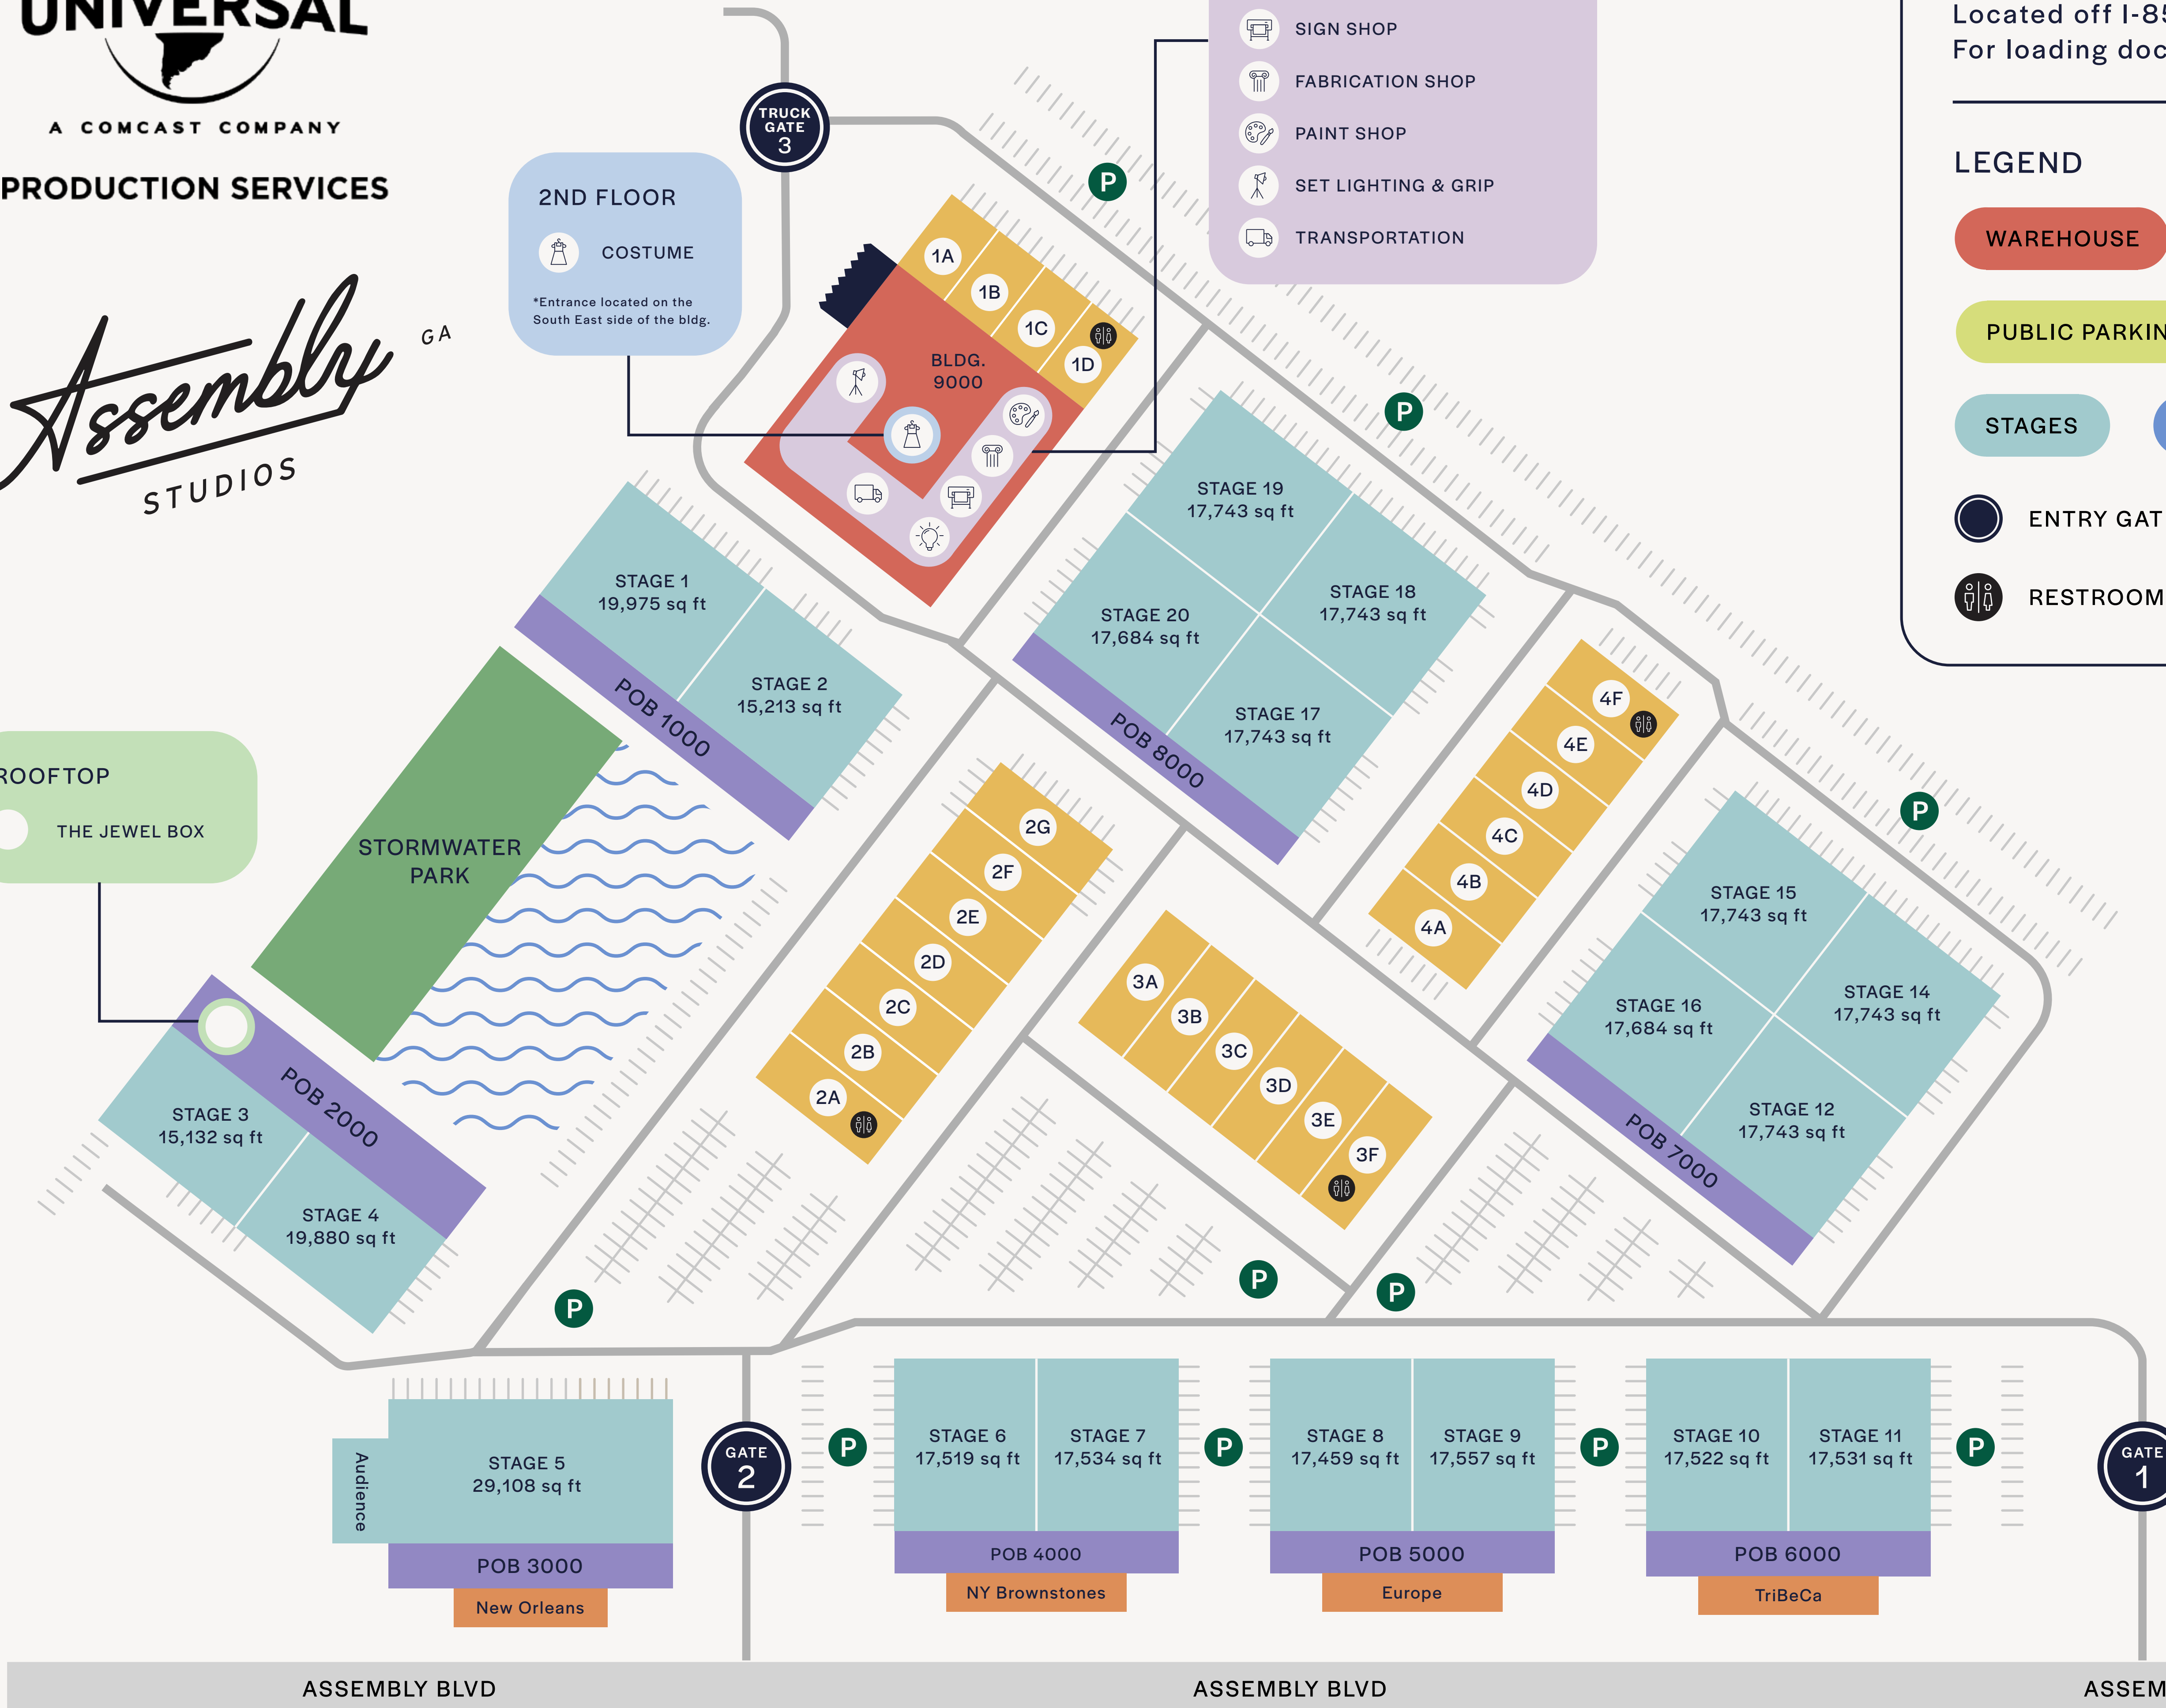 UNIVERSAL
A COMCAST COMPANY
PRODUCTION SERVICES
Assembly
GA
STUDIOS
2ND FLOOR
COSTUME
*Entrance located on the
South East side of the bldg.
TRUCK
GATE
3
SIGN SHOP
FABRICATION SHOP
PAINT SHOP
SET LIGHTING & GRIP
TRANSPORTATION
Located off I-85
For loading doc
LEGEND
WAREHOUSE
PUBLIC PARKIN
STAGES
ENTRY GAT
RESTROOM
P
1A
1B
1C
1D
BLDG.
9000
P
STAGE 19
17,743 sq ft
STAGE 18
17,743 sq ft
STAGE 20
17,684 sq ft
STAGE 17
17,743 sq ft
POB 8000
STAGE 1
19,975 sq ft
STAGE 2
15,213 sq ft
POB 1000
4F
4E
4D
4C
4B
4A
P
ROOFTOP
THE JEWEL BOX
STORMWATER
PARK
2G
2F
2E
2D
2C
2B
2A
3A
3B
3C
3D
3E
3F
STAGE 15
17,743 sq ft
STAGE 14
17,743 sq ft
STAGE 16
17,684 sq ft
STAGE 12
17,743 sq ft
POB 7000
POB 2000
STAGE 3
15,132 sq ft
STAGE 4
19,880 sq ft
P
P
P
Audience
STAGE 5
29,108 sq ft
POB 3000
New Orleans
GATE
2
P
STAGE 6
17,519 sq ft
STAGE 7
17,534 sq ft
POB 4000
NY Brownstones
P
STAGE 8
17,459 sq ft
STAGE 9
17,557 sq ft
POB 5000
Europe
P
STAGE 10
17,522 sq ft
STAGE 11
17,531 sq ft
POB 6000
TriBeCa
P
GATE
1
ASSEMBLY BLVD
ASSEMBLY BLVD
ASSEM